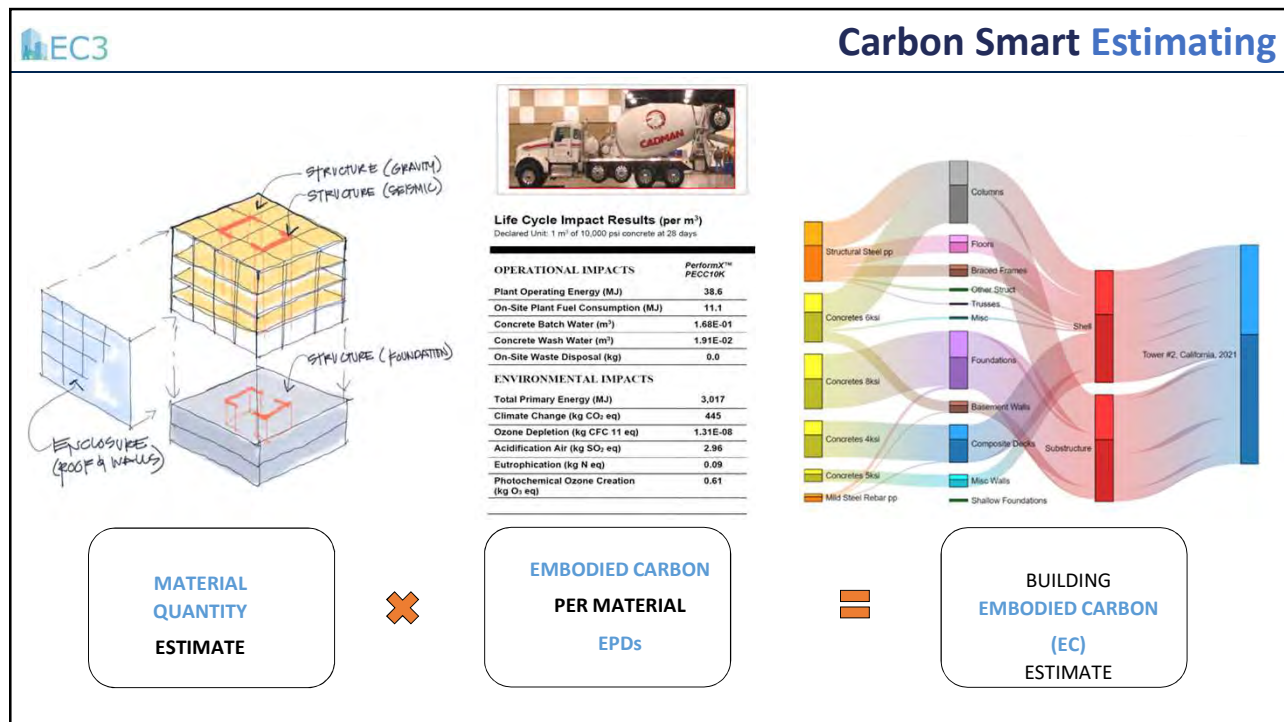 EC3
Carbon Smart Estimating
STRUCTURE (GRAVITY)
STRUCTURE (SEISMIC)
STRUCTURE (FOUNDATION)
ENCLOSURE
(ROOF & WALLS)
CADMAN
Life Cycle Impact Results (per m³)
Declared Unit: 1 m³ of 10,000 psi concrete at 28 days
OPERATIONAL IMPACTS PerformX™
PECC10K
Plant Operating Energy (MJ) 38.6
On-Site Plant Fuel Consumption (MJ) 11.1
Concrete Batch Water (m³) 1.68E-01
Concrete Wash Water (m³) 1.91E-02
On-Site Waste Disposal (kg) 0.0
ENVIRONMENTAL IMPACTS
Total Primary Energy (MJ) 3,017
Climate Change (kg CO₂ eq) 445
Ozone Depletion (kg CFC 11 eq) 1.31E-08
Acidification Air (kg SO₂ eq) 2.96
Eutrophication (kg N eq) 0.09
Photochemical Ozone Creation 0.61
(kg O₃ eq)
Structural Steel pp
Concretes 6ksi
Concretes 8ksi
Concretes 4ksi
Concretes 5ksi
Mild Steel Rebar pp
Columns
Floors
Braced Frames
Other Struct
Trusses
Misc
Foundations
Basement Walls
Composite Decks
Misc Walls
Shallow Foundations
Shell
Substructure
Tower #2, California, 2021
MATERIAL
QUANTITY
ESTIMATE
EMBODIED CARBON
PER MATERIAL
EPDs
BUILDING
EMBODIED CARBON
(EC)
ESTIMATE